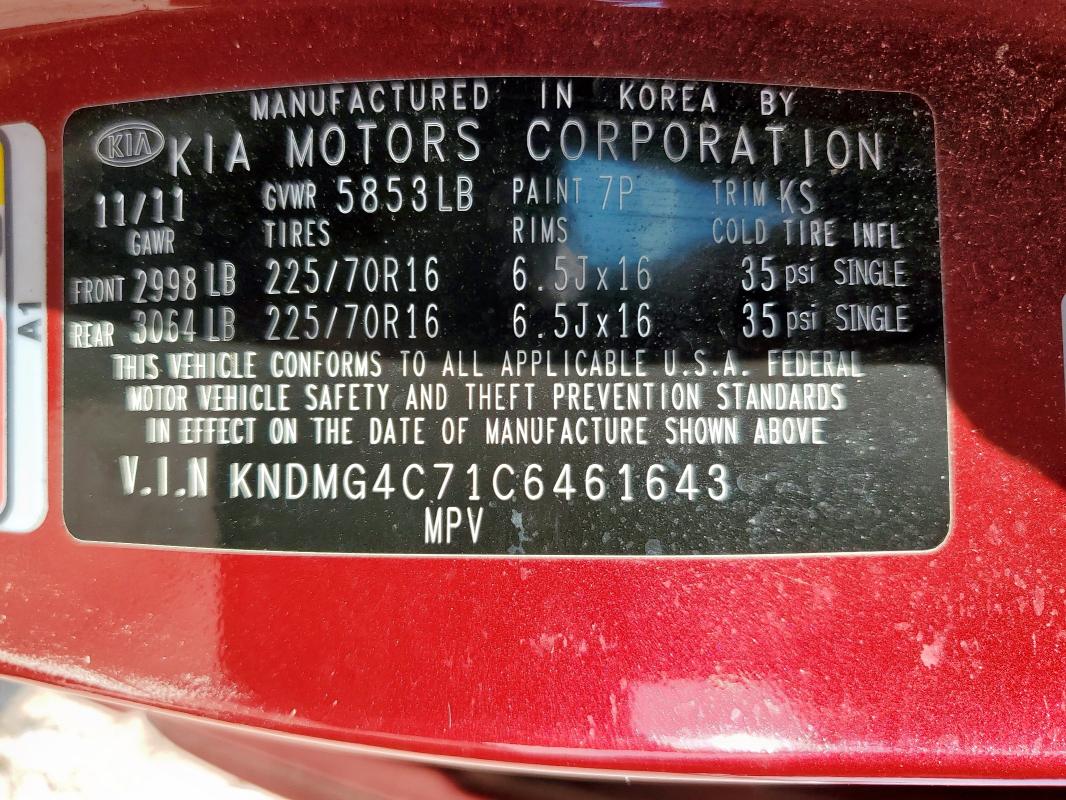 MANUFACTURED IN KOREA BY
KIA KIA MOTORS CORPORATION
11/11 GVWR 5853LB PAINT 7P TRIM KS
GAWR TIRES RIMS COLD TIRE INFL
FRONT 2998 LB 225/70R16 6.5Jx16 35 psi SINGLE
REAR 3064 LB 225/70R16 6.5Jx16 35 psi SINGLE
THIS VEHICLE CONFORMS TO ALL APPLICABLE U.S.A. FEDERAL
MOTOR VEHICLE SAFETY AND THEFT PREVENTION STANDARDS
IN EFFECT ON THE DATE OF MANUFACTURE SHOWN ABOVE
V.I.N KNDMG4C71C6461643
MPV
A1